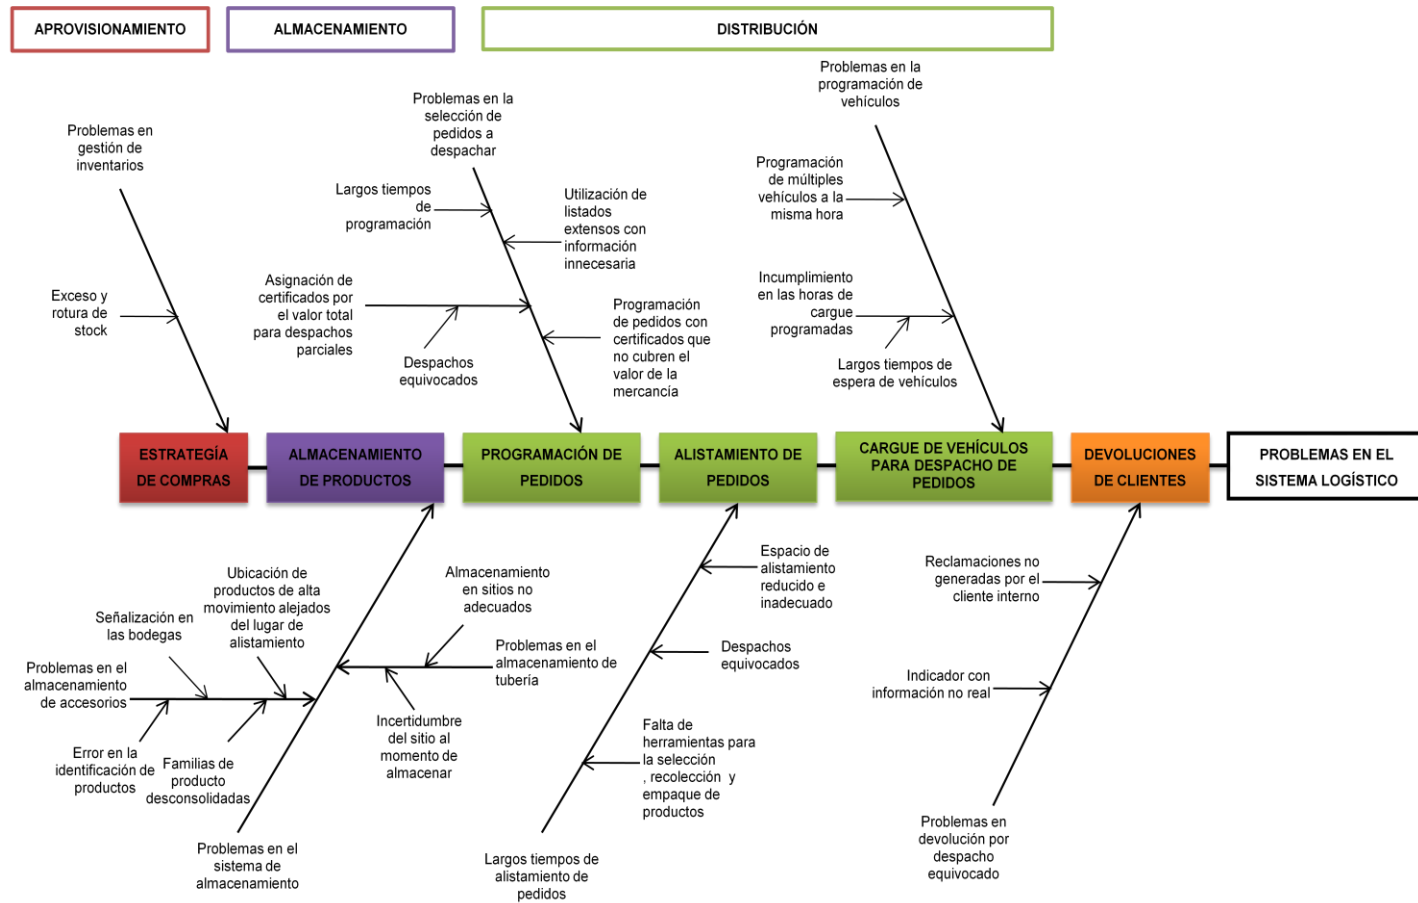 APROVISIONAMIENTO
ALMACENAMIENTO
DISTRIBUCIÓN
Problemas en
gestión de
inventarios
Exceso y
rotura de
stock
Problemas en la
selección de
pedidos a
despachar
Largos tiempos
de
programación
Utilización de
listados
extensos con
información
innecesaria
Asignación de
certificados por
el valor total
para despachos
parciales
Despachos
equivocados
Programación
de pedidos con
certificados que
no cubren el
valor de la
mercancía
Problemas en la
programación de
vehículos
Programación
de múltiples
vehículos a la
misma hora
Incumplimiento
en las horas de
cargue
programadas
Largos tiempos de
espera de vehículos
ESTRATEGÍA
DE COMPRAS
ALMACENAMIENTO
DE PRODUCTOS
PROGRAMACIÓN DE
PEDIDOS
ALISTAMIENTO DE
PEDIDOS
CARGUE DE VEHÍCULOS
PARA DESPACHO DE
PEDIDOS
DEVOLUCIONES
DE CLIENTES
PROBLEMAS EN EL
SISTEMA LOGÍSTICO
Ubicación de
productos de alta
movimiento alejados
del lugar de
alistamiento
Señalización en
las bodegas
Problemas en el
almacenamiento
de accesorios
Error en la
identificación de
productos
Familias de
producto
desconsolidadas
Almacenamiento
en sitios no
adecuados
Problemas en el
almacenamiento de
tubería
Incertidumbre
del sitio al
momento de
almacenar
Problemas en el
sistema de
almacenamiento
Espacio de
alistamiento
reducido e
inadecuado
Despachos
equivocados
Falta de
herramientas para
la selección
, recolección y
empaque de
productos
Largos tiempos de
alistamiento de
pedidos
Reclamaciones no
generadas por el
cliente interno
Indicador con
información no real
Problemas en
devolución por
despacho
equivocado